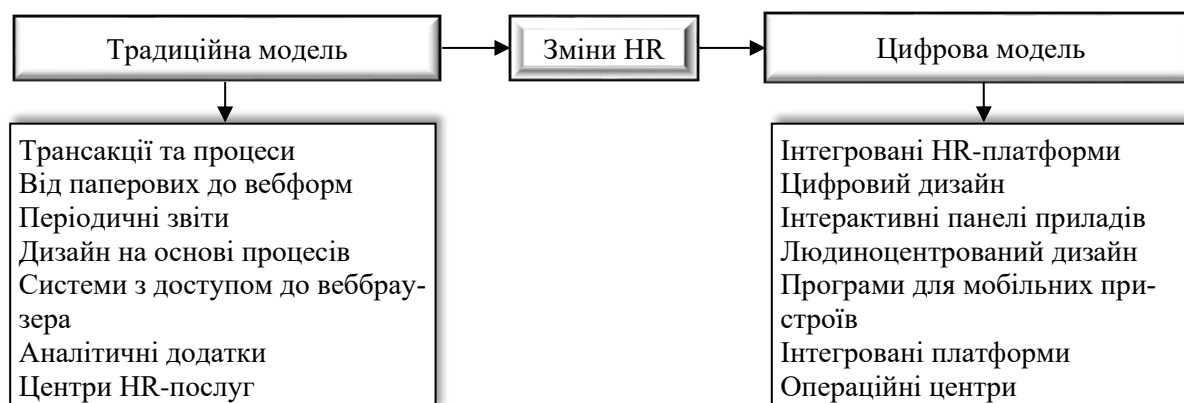 Традиційна модель
Зміни HR
Цифрова модель
Трансакції та процеси
Від паперових до вебформ
Періодичні звіти
Дизайн на основі процесів
Системи з доступом до веббрау-
зера
Аналітичні додатки
Центри HR-послуг
Інтегровані HR-платформи
Цифровий дизайн
Інтерактивні панелі приладів
Людиноцентрований дизайн
Програми для мобільних при-
строїв
Інтегровані платформи
Операційні центри